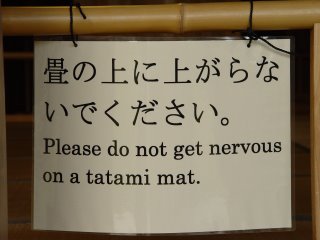 畳の上に上がらな
いでください。
Please do not get nervous
on a tatami mat.